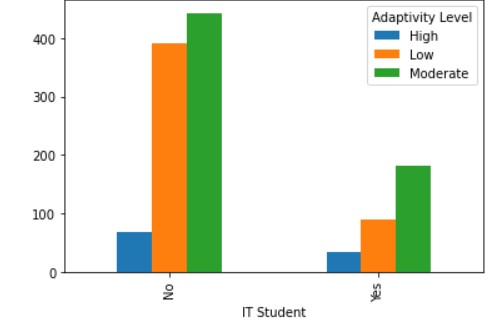 Adaptivity Level
High
Low
Moderate
400
300
200
100
0
No
Yes
IT Student